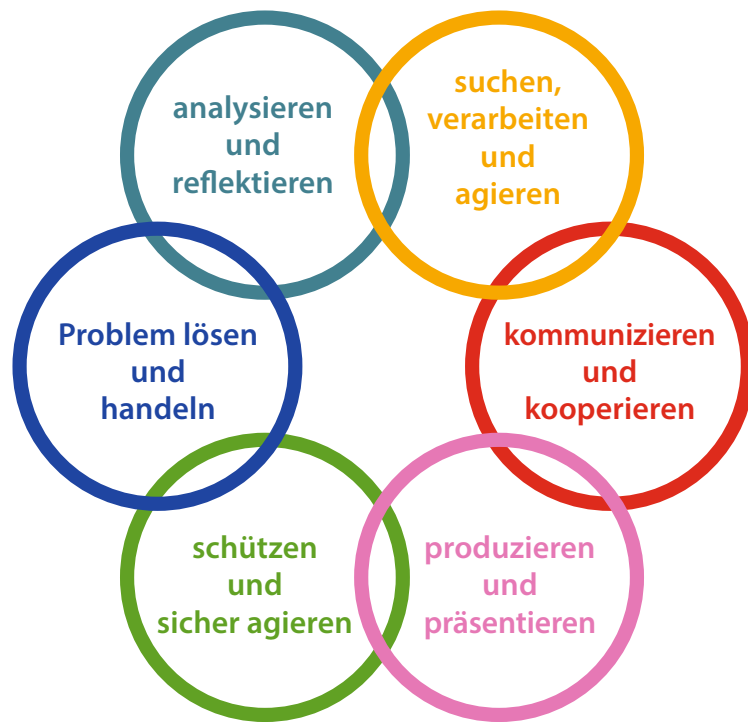 analysieren
und
reflektieren
suchen,
verarbeiten
und
agieren
Problem lösen
und
handeln
kommunizieren
und
kooperieren
schützen
und
sicher agieren
produzieren
und
präsentieren